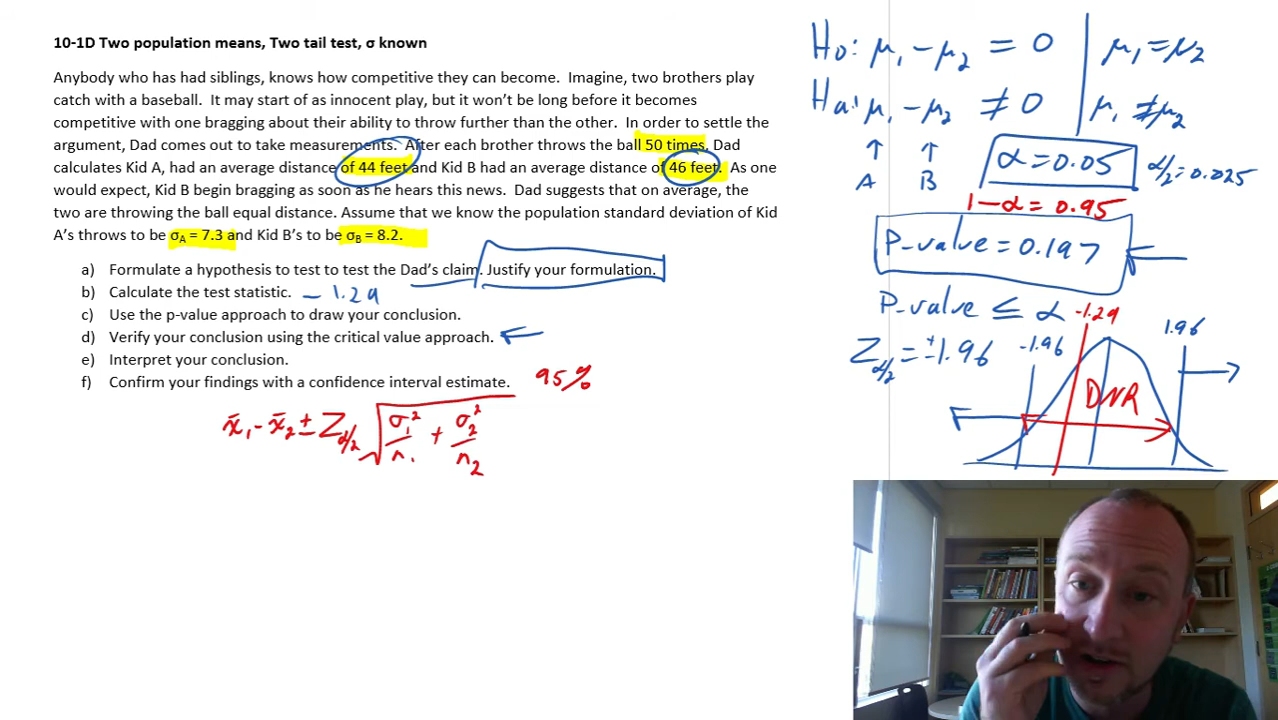 10-1D Two population means, Two tail test, σ known
Anybody who has had siblings, knows how competitive they can become. Imagine, two brothers play
catch with a baseball. It may start of as innocent play, but it won't be long before it becomes
competitive with one bragging about their ability to throw further than the other. In order to settle the
argument, Dad comes out to take measurements. After each brother throws the ball 50 times, Dad
calculates Kid A, had an average distance of 44 feet and Kid B had an average distance of 46 feet. As one
would expect, Kid B begin bragging as soon as he hears this news. Dad suggests that on average, the
two are throwing the ball equal distance. Assume that we know the population standard deviation of Kid
A's throws to be σA = 7.3 and Kid B's to be σB = 8.2.
a) Formulate a hypothesis to test to test the Dad's claim. Justify your formulation.
b) Calculate the test statistic. - 1.29
c) Use the p-value approach to draw your conclusion.
d) Verify your conclusion using the critical value approach.
e) Interpret your conclusion.
f) Confirm your findings with a confidence interval estimate. 95%
x̄₁ - x̄₂ ± Zα/2 √(σ₁²/n₁ + σ₂²/n₂)
Ho: μ₁ - μ₂ = 0 μ₁ = μ₂
Ha: μ₁ - μ₂ ≠ 0 μ₁ ≠ μ₂
↑ ↑
A B
α = 0.05 α/2 = 0.025
1-α = 0.95
P-value = 0.197
P-value ≤ α
-1.29
Zα/2 = ±1.96
-1.96 1.96
DNR